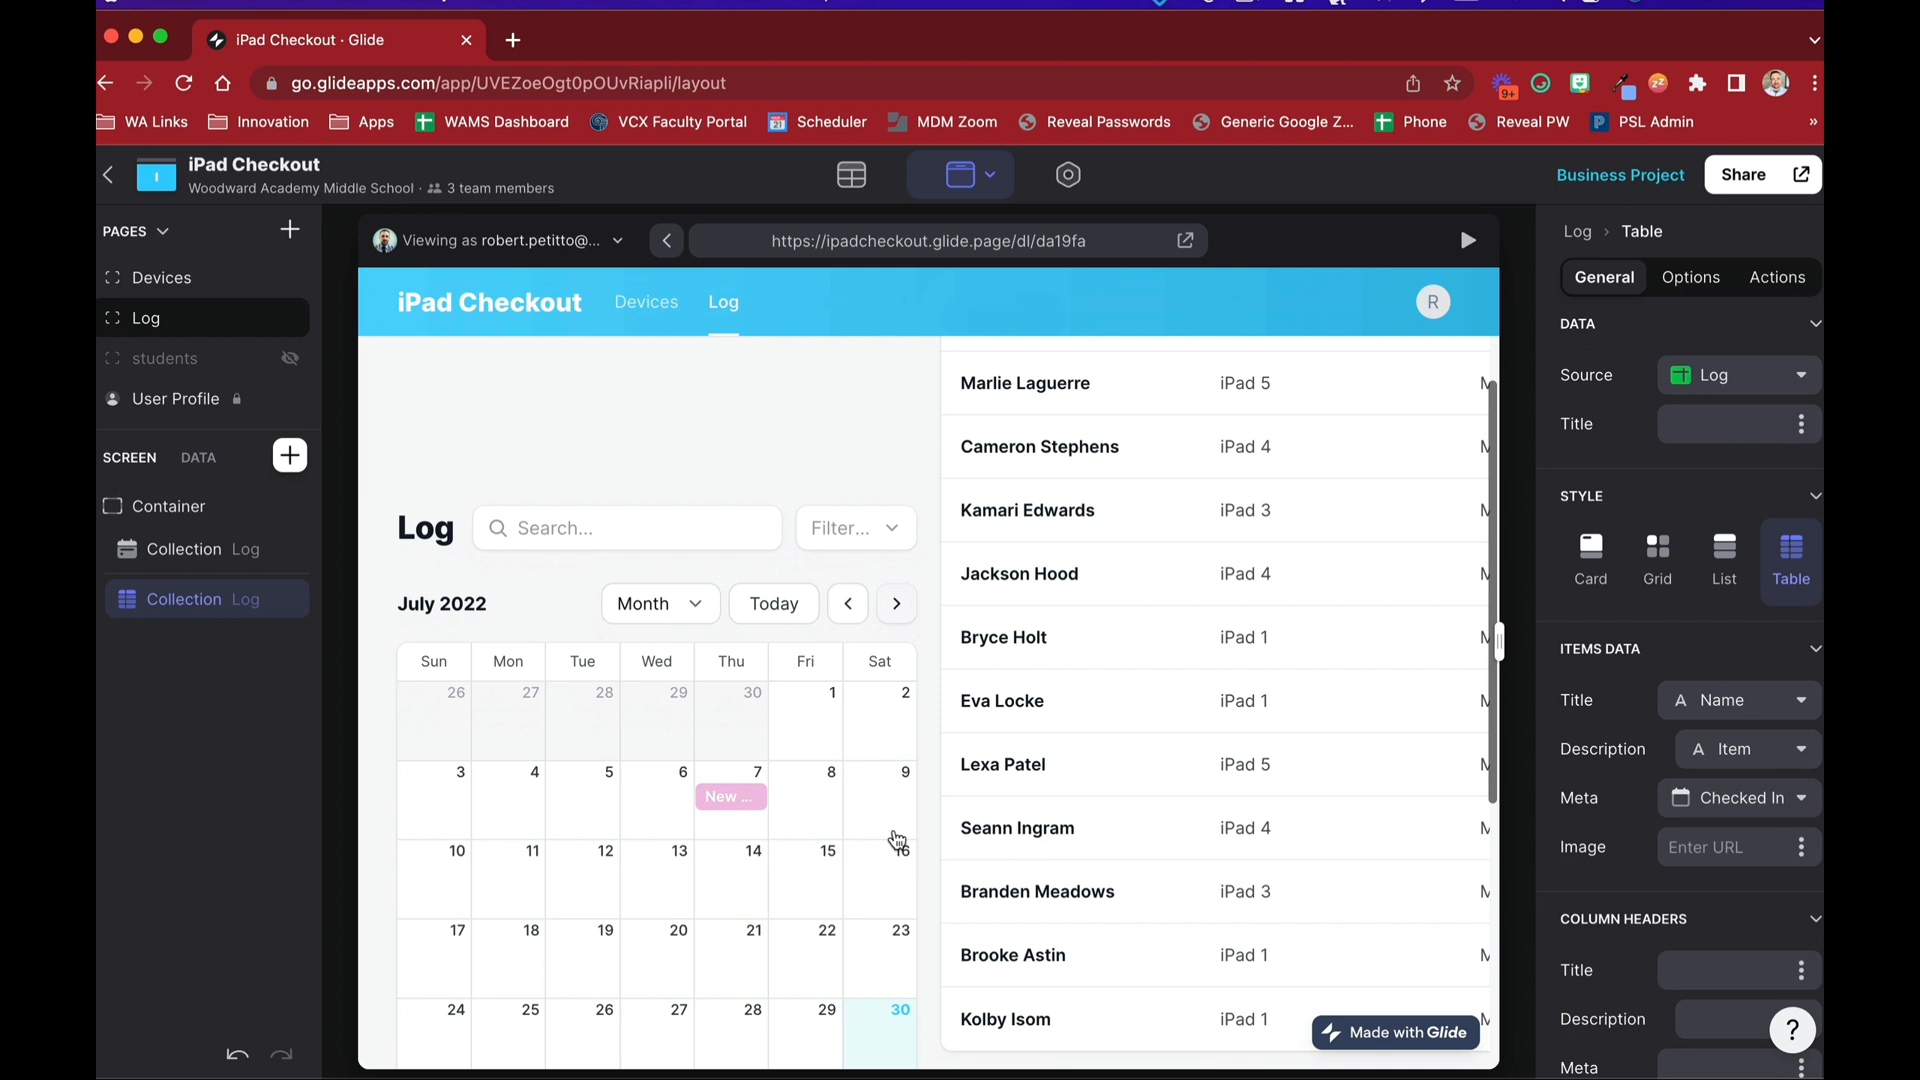 iPad Checkout · Glide
go.glideapps.com/app/UVEZoeOgt0pOUvRiapli/layout
9+
WA Links Innovation Apps WAMS Dashboard VCX Faculty Portal Scheduler MDM Zoom Reveal Passwords Generic Google Z... Phone Reveal PW PSL Admin »
I
iPad Checkout
Woodward Academy Middle School · 3 team members
Business Project
Share
PAGES
Devices
Log
students
User Profile
SCREEN DATA
Container
Collection Log
Collection Log
Viewing as robert.petitto@...
https://ipadcheckout.glide.page/dl/da19fa
iPad Checkout Devices Log
R
Log
Search...
Filter...
July 2022
Month
Today
Sun Mon Tue Wed Thu Fri Sat
26 27 28 29 30 1 2
3 4 5 6 7 8 9
New ...
10 11 12 13 14 15 16
17 18 19 20 21 22 23
24 25 26 27 28 29 30
Marlie Laguerre iPad 5
Cameron Stephens iPad 4
Kamari Edwards iPad 3
Jackson Hood iPad 4
Bryce Holt iPad 1
Eva Locke iPad 1
Lexa Patel iPad 5
Seann Ingram iPad 4
Branden Meadows iPad 3
Brooke Astin iPad 1
Kolby Isom iPad 1
Made with Glide
Log › Table
General Options Actions
DATA
Source Log
Title
STYLE
Card Grid List Table
ITEMS DATA
Title A Name
Description A Item
Meta Checked In
Image Enter URL
COLUMN HEADERS
Title
Description
Meta
?